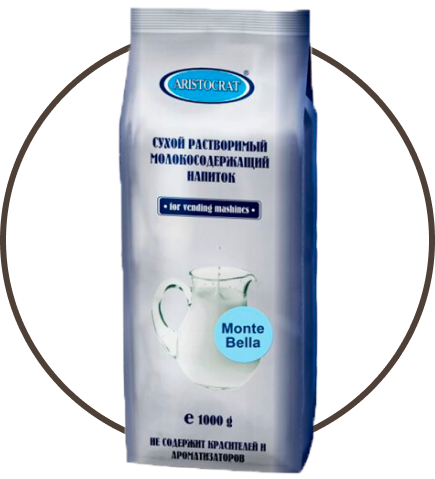 ARISTOCRAT®
СУХОЙ РАСТВОРИМЫЙ
МОЛОКОСОДЕРЖАЩИЙ
НАПИТОК
• for vending mashines •
Monte
Bella
e 1000 g
НЕ СОДЕРЖИТ КРАСИТЕЛЕЙ И
АРОМАТИЗАТОРОВ